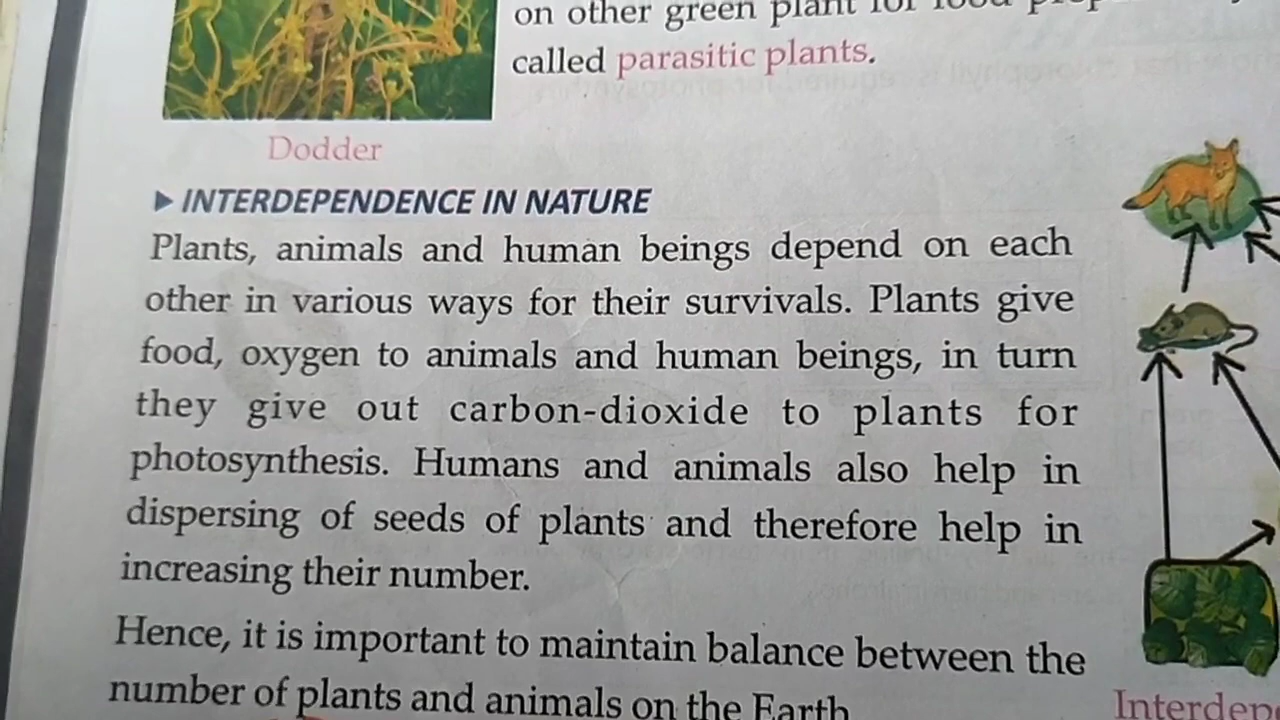 on other green plant for food
called parasitic plants.
Dodder
▶ INTERDEPENDENCE IN NATURE
Plants, animals and human beings depend on each
other in various ways for their survivals. Plants give
food, oxygen to animals and human beings, in turn
they give out carbon-dioxide to plants for
photosynthesis. Humans and animals also help in
dispersing of seeds of plants and therefore help in
increasing their number.
Hence, it is important to maintain balance between the
number of plants and animals on the Earth